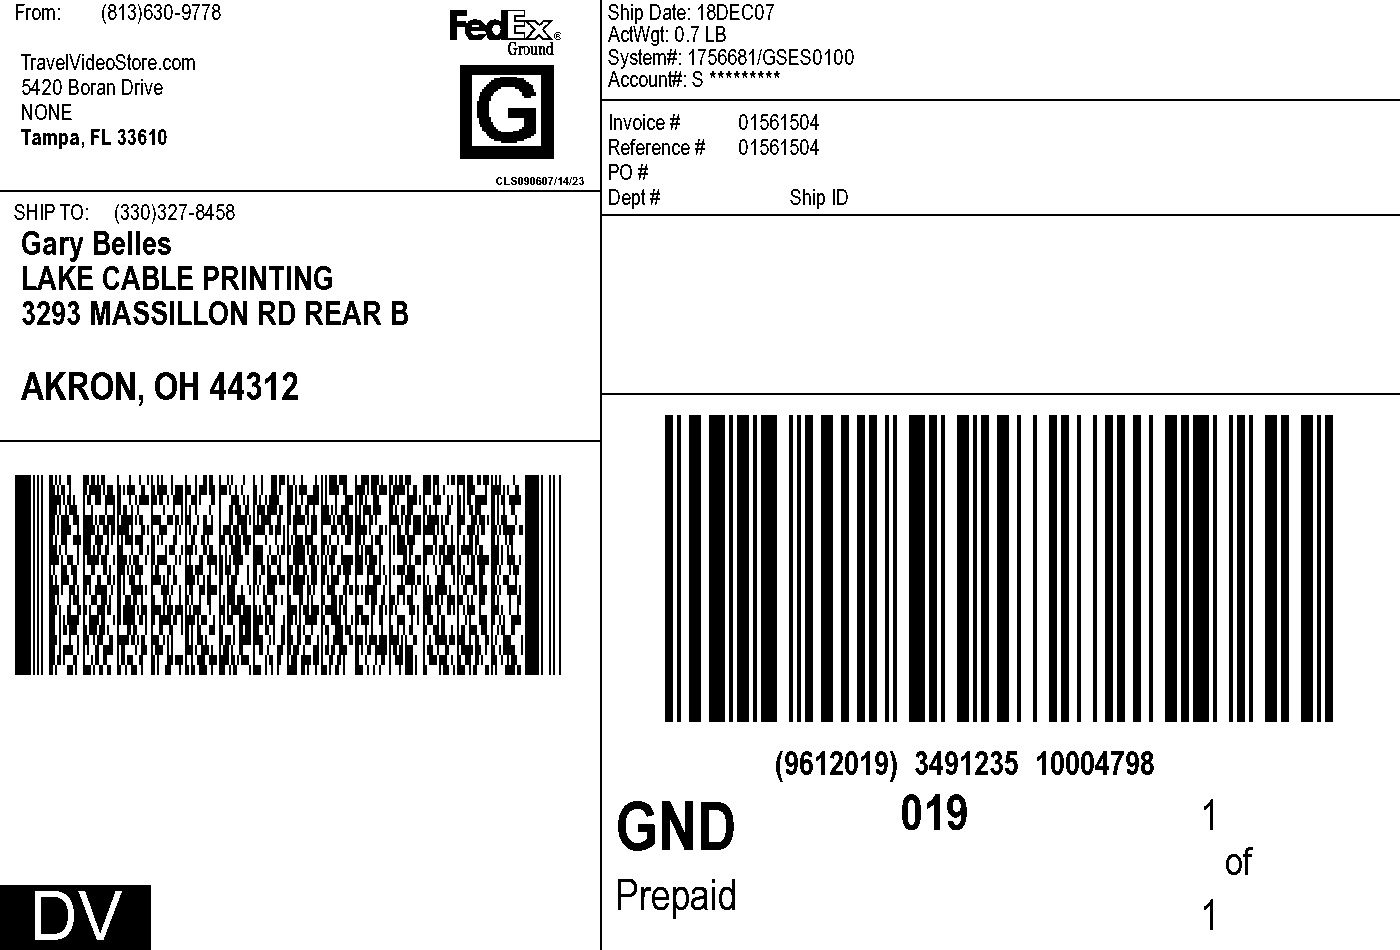 From: (813)630-9778
TravelVideoStore.com
5420 Boran Drive
NONE
Tampa, FL 33610
FedEx®
Ground
G
CLS090607/14/23
Ship Date: 18DEC07
ActWgt: 0.7 LB
System#: 1756681/GSES0100
Account#: S *********
Invoice # 01561504
Reference # 01561504
PO #
Dept # Ship ID
SHIP TO: (330)327-8458
Gary Belles
LAKE CABLE PRINTING
3293 MASSILLON RD REAR B
AKRON, OH 44312
(9612019) 3491235 10004798
GND 019 1
of
Prepaid 1
DV